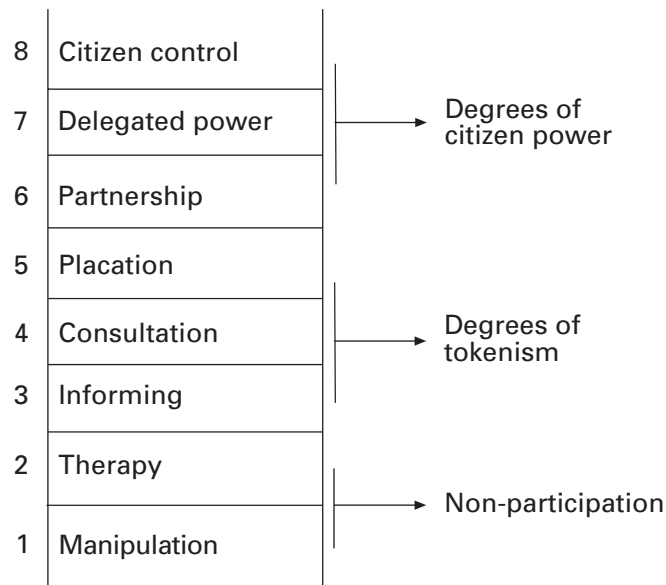 8 Citizen control
7 Delegated power
6 Partnership
5 Placation
4 Consultation
3 Informing
2 Therapy
1 Manipulation
Degrees of
citizen power
Degrees of
tokenism
Non-participation